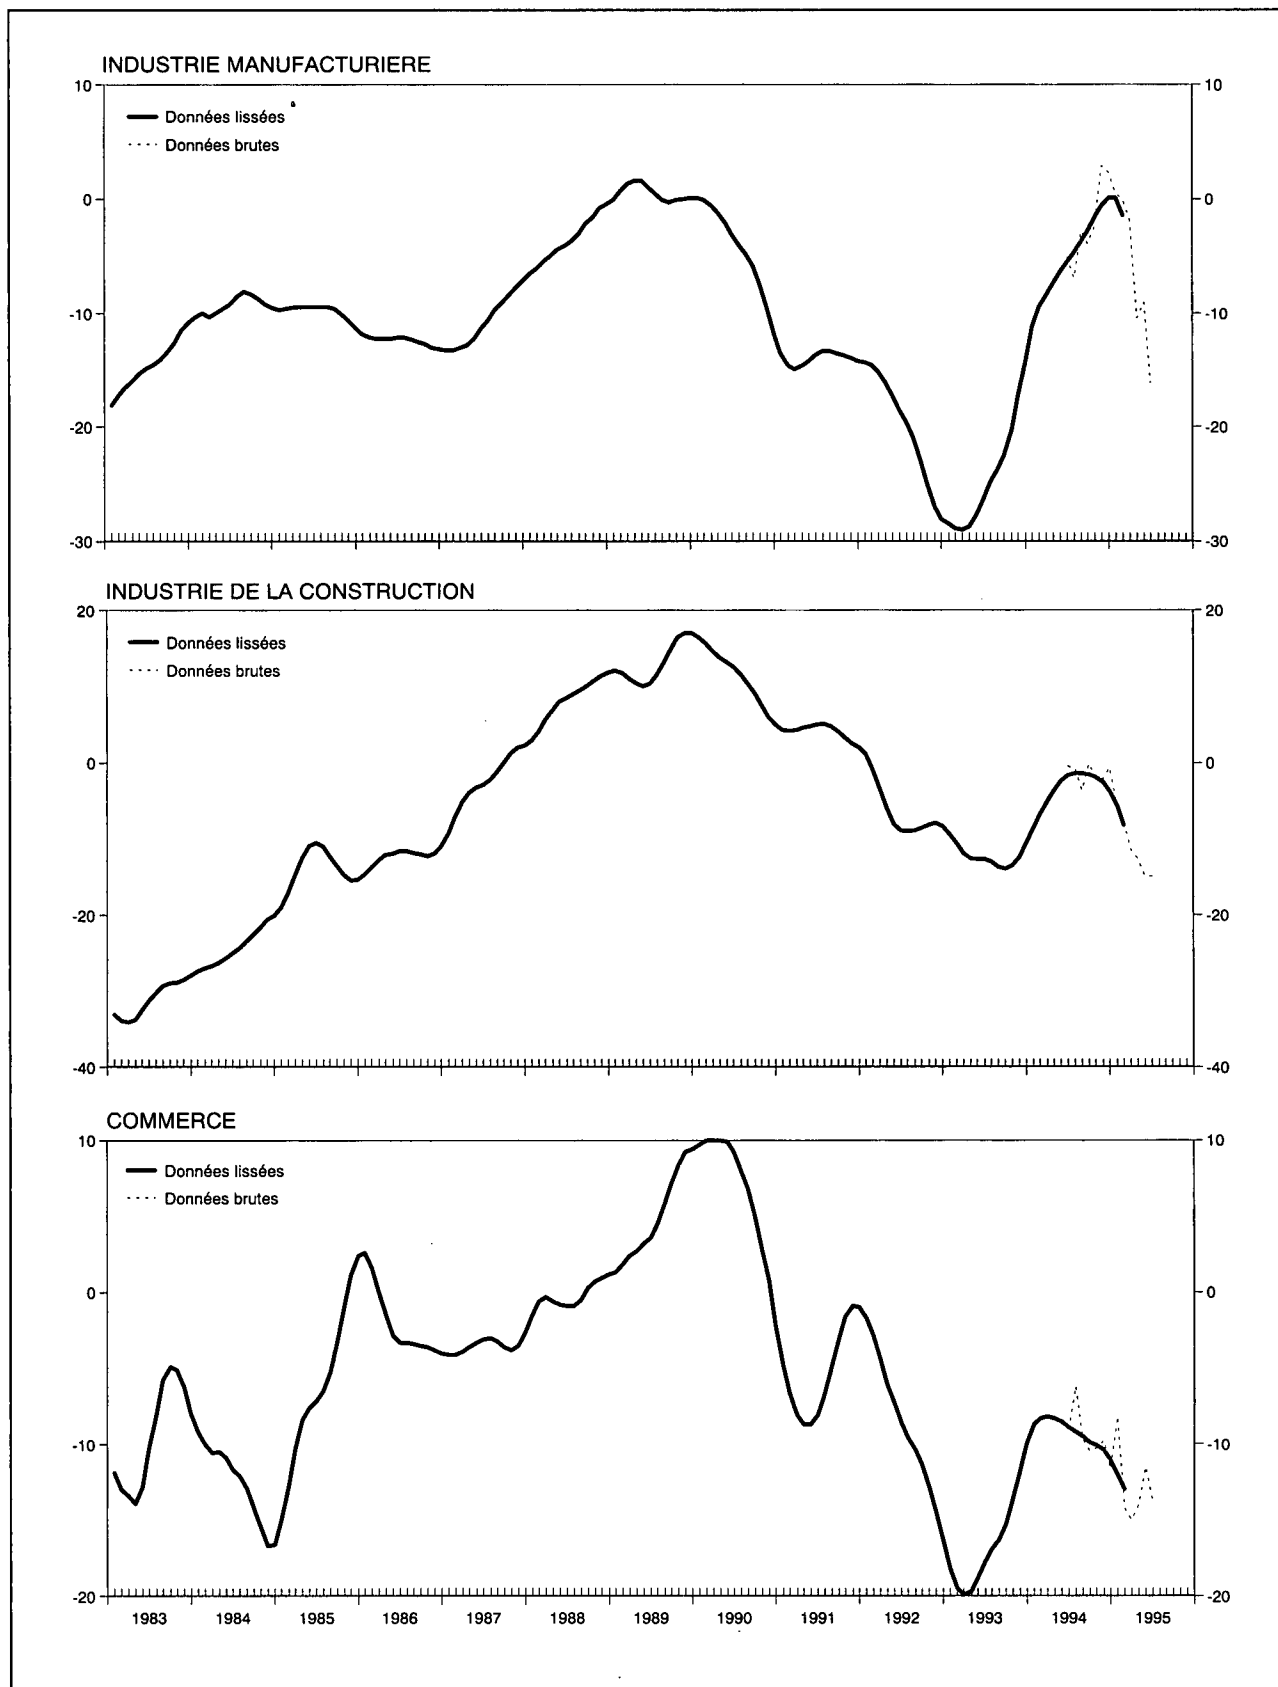 INDUSTRIE MANUFACTURIERE
10 10
Données lissées
Données brutes
0 0
-10 -10
-20 -20
-30 -30
INDUSTRIE DE LA CONSTRUCTION
20 20
Données lissées
Données brutes
0 0
-20 -20
-40 -40
COMMERCE
10 10
Données lissées
Données brutes
0 0
-10 -10
-20 -20
1983 1984 1985 1986 1987 1988 1989 1990 1991 1992 1993 1994 1995